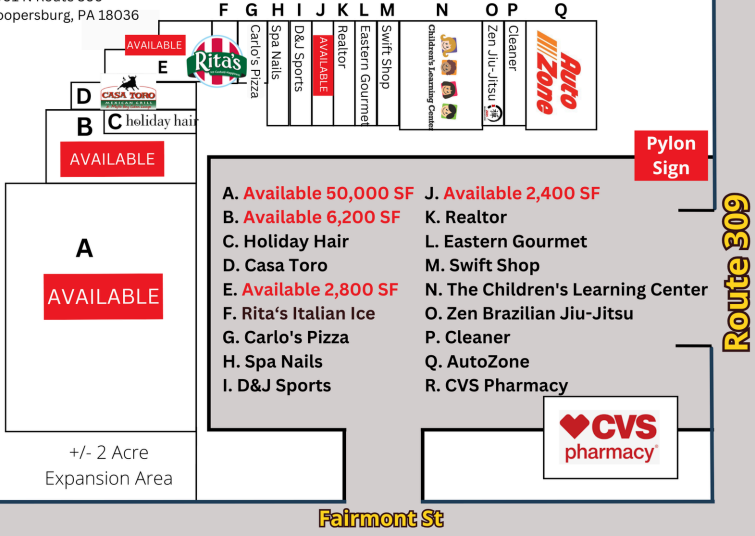 oopersburg, PA 18036
F G H I J K L M N O P Q
AVAILABLE
E
Rita's
Carlo's Pizza
Spa Nails
D&J Sports
AVAILABLE
Realtor
Eastern Gourmet
Swift Shop
Children's Learning Center
Zen Jiu-Jitsu
Cleaner
Auto
Zone
D
CASA TORO
MEXICAN GRILL
B
C holiday hair
AVAILABLE
Pylon
Sign
A
AVAILABLE
A. Available 50,000 SF
B. Available 6,200 SF
C. Holiday Hair
D. Casa Toro
E. Available 2,800 SF
F. Rita‘s Italian Ice
G. Carlo's Pizza
H. Spa Nails
I. D&J Sports
J. Available 2,400 SF
K. Realtor
L. Eastern Gourmet
M. Swift Shop
N. The Children's Learning Center
O. Zen Brazilian Jiu-Jitsu
P. Cleaner
Q. AutoZone
R. CVS Pharmacy
Route 309
CVS
pharmacy
+/- 2 Acre
Expansion Area
Fairmont St